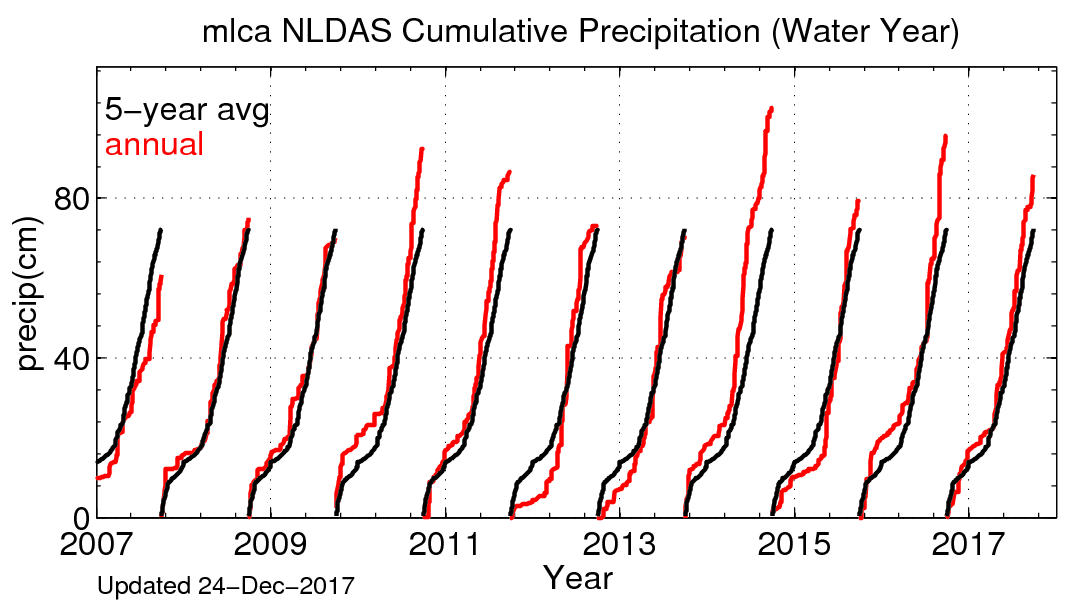 mlca NLDAS Cumulative Precipitation (Water Year)
5−year avg
annual
80
40
0
precip(cm)
2007 2009 2011 2013 2015 2017
Year
Updated 24−Dec−2017